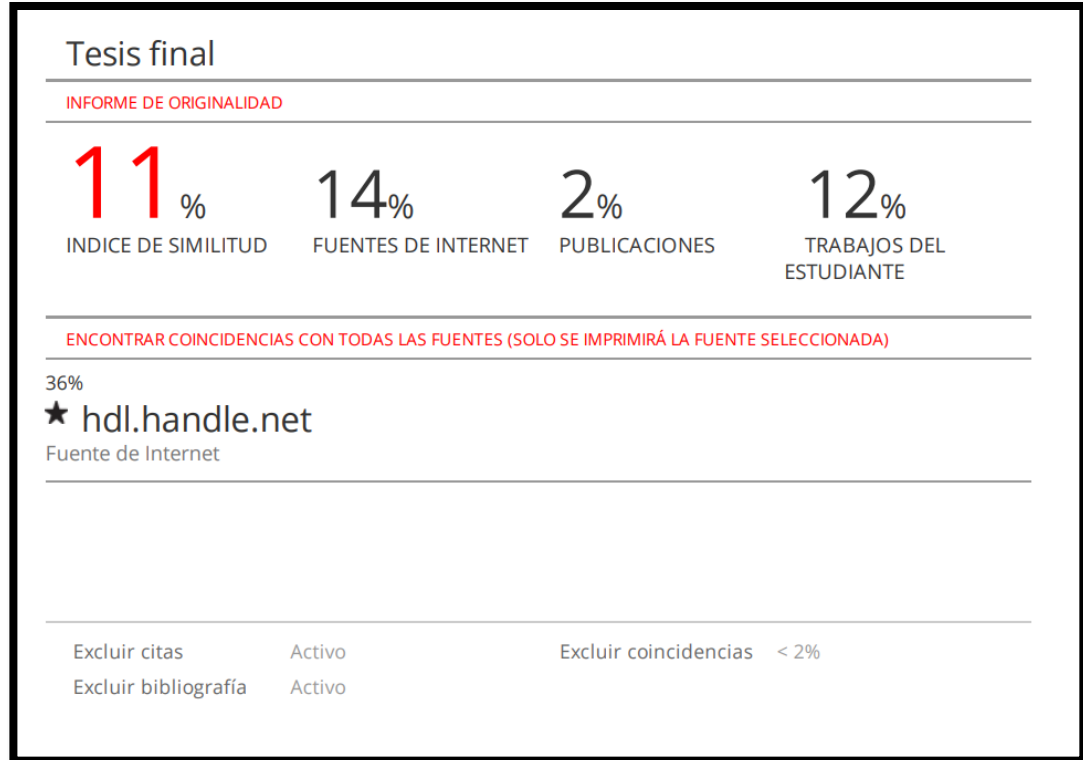 Tesis final
INFORME DE ORIGINALIDAD
11% 14% 2% 12%
INDICE DE SIMILITUD FUENTES DE INTERNET PUBLICACIONES TRABAJOS DEL
ESTUDIANTE
ENCONTRAR COINCIDENCIAS CON TODAS LAS FUENTES (SOLO SE IMPRIMIRÁ LA FUENTE SELECCIONADA)
36%
★ hdl.handle.net
Fuente de Internet
Excluir citas Activo Excluir coincidencias < 2%
Excluir bibliografía Activo